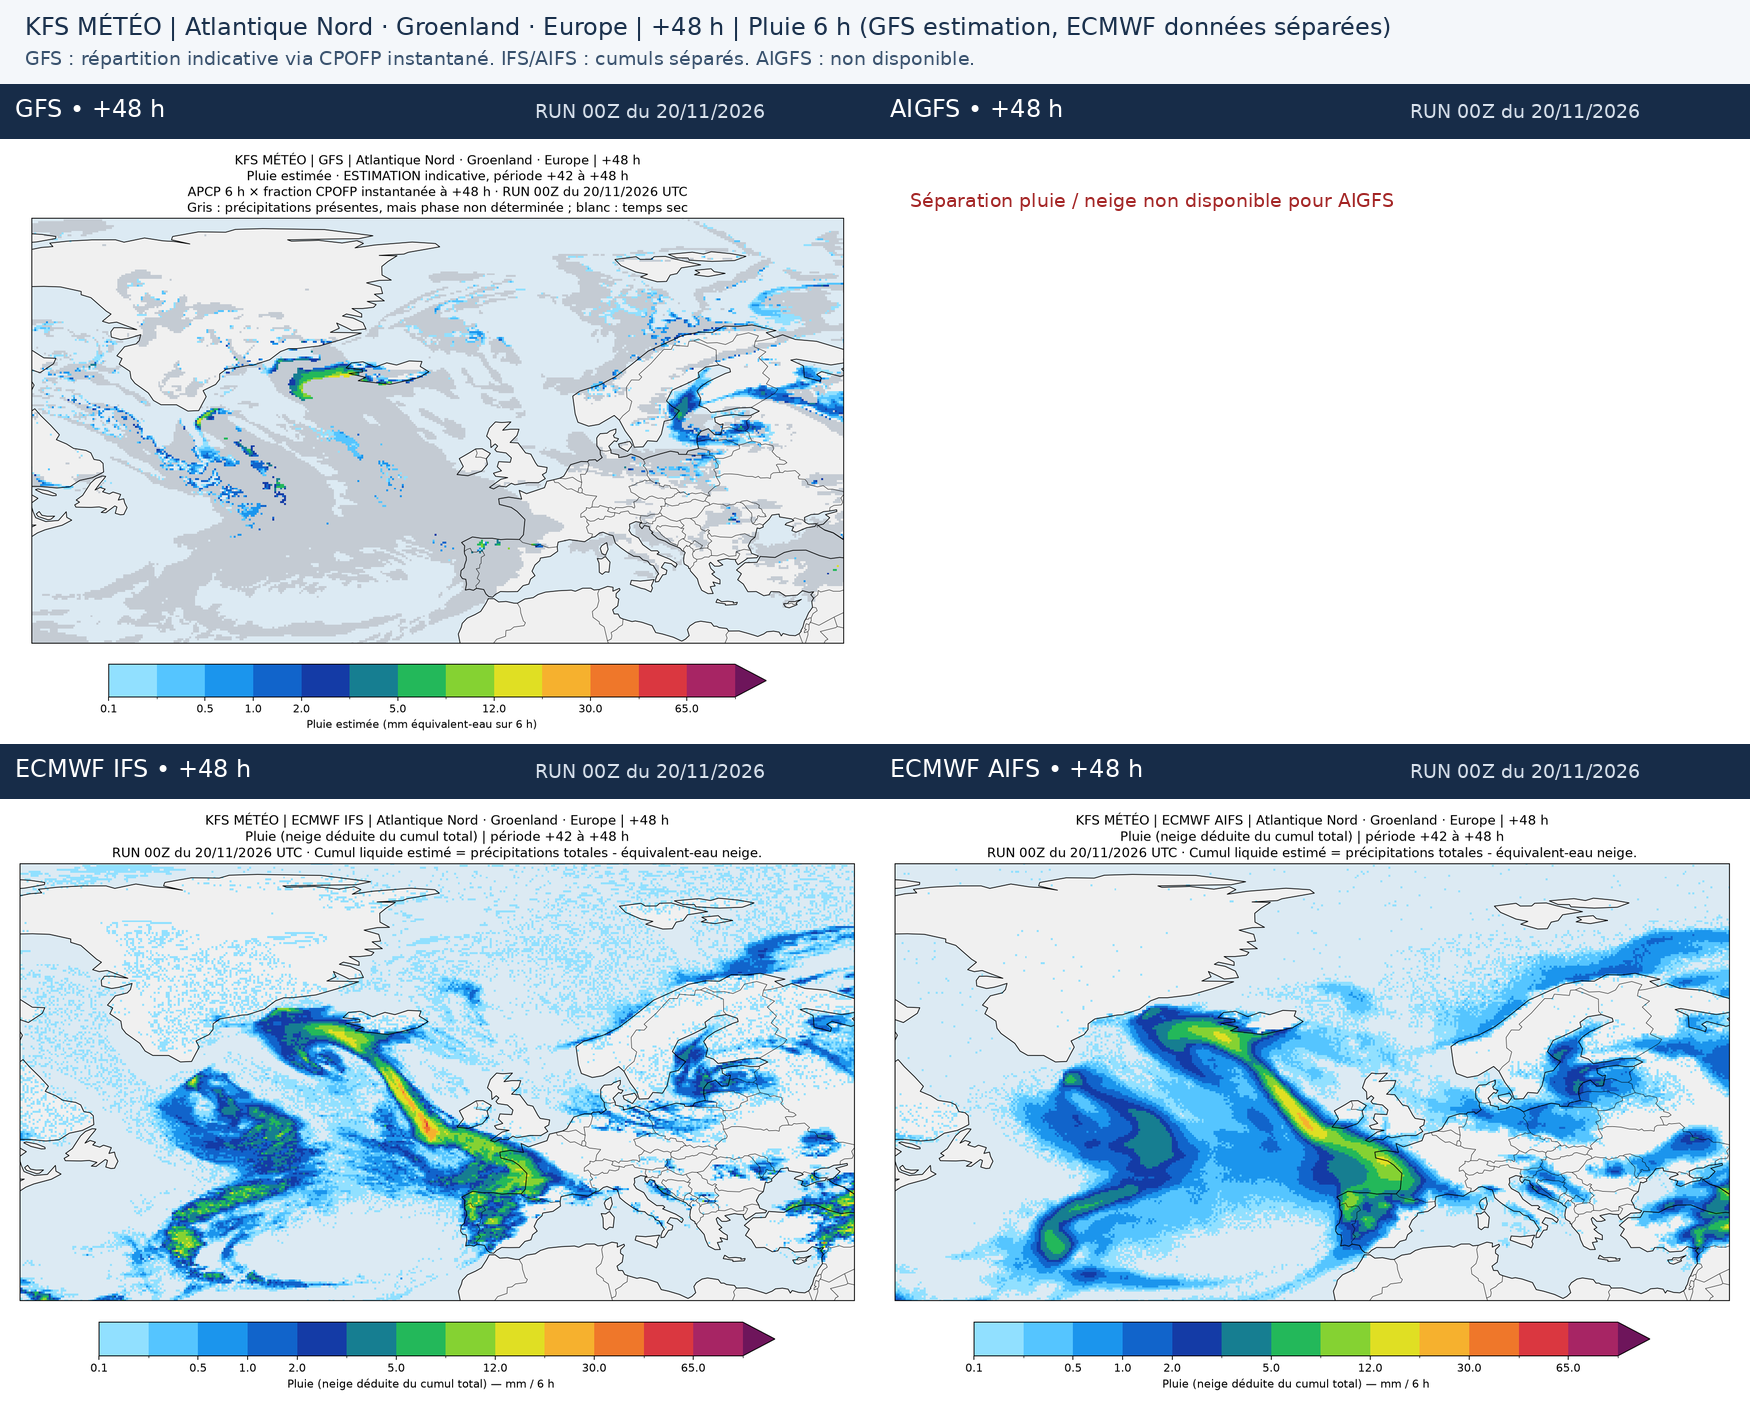 KFS MÉTÉO | Atlantique Nord · Groenland · Europe | +48 h | Pluie 6 h (GFS estimation, ECMWF données séparées)
GFS : répartition indicative via CPOFP instantané. IFS/AIFS : cumuls séparés. AIGFS : non disponible.
GFS • +48 h
RUN 00Z du 20/11/2026
AIGFS • +48 h
RUN 00Z du 20/11/2026
KFS MÉTÉO | GFS | Atlantique Nord · Groenland · Europe | +48 h
Pluie estimée · ESTIMATION indicative, période +42 à +48 h
APCP 6 h × fraction CPOFP instantanée à +48 h · RUN 00Z du 20/11/2026 UTC
Gris : précipitations présentes, mais phase non déterminée ; blanc : temps sec
0.1 0.5 1.0 2.0 5.0 12.0 30.0 65.0
Pluie estimée (mm équivalent-eau sur 6 h)
Séparation pluie / neige non disponible pour AIGFS
ECMWF IFS • +48 h
RUN 00Z du 20/11/2026
ECMWF AIFS • +48 h
RUN 00Z du 20/11/2026
KFS MÉTÉO | ECMWF IFS | Atlantique Nord · Groenland · Europe | +48 h
Pluie (neige déduite du cumul total) | période +42 à +48 h
RUN 00Z du 20/11/2026 UTC · Cumul liquide estimé = précipitations totales - équivalent-eau neige.
0.1 0.5 1.0 2.0 5.0 12.0 30.0 65.0
Pluie (neige déduite du cumul total) — mm / 6 h
KFS MÉTÉO | ECMWF AIFS | Atlantique Nord · Groenland · Europe | +48 h
Pluie (neige déduite du cumul total) | période +42 à +48 h
RUN 00Z du 20/11/2026 UTC · Cumul liquide estimé = précipitations totales - équivalent-eau neige.
0.1 0.5 1.0 2.0 5.0 12.0 30.0 65.0
Pluie (neige déduite du cumul total) — mm / 6 h